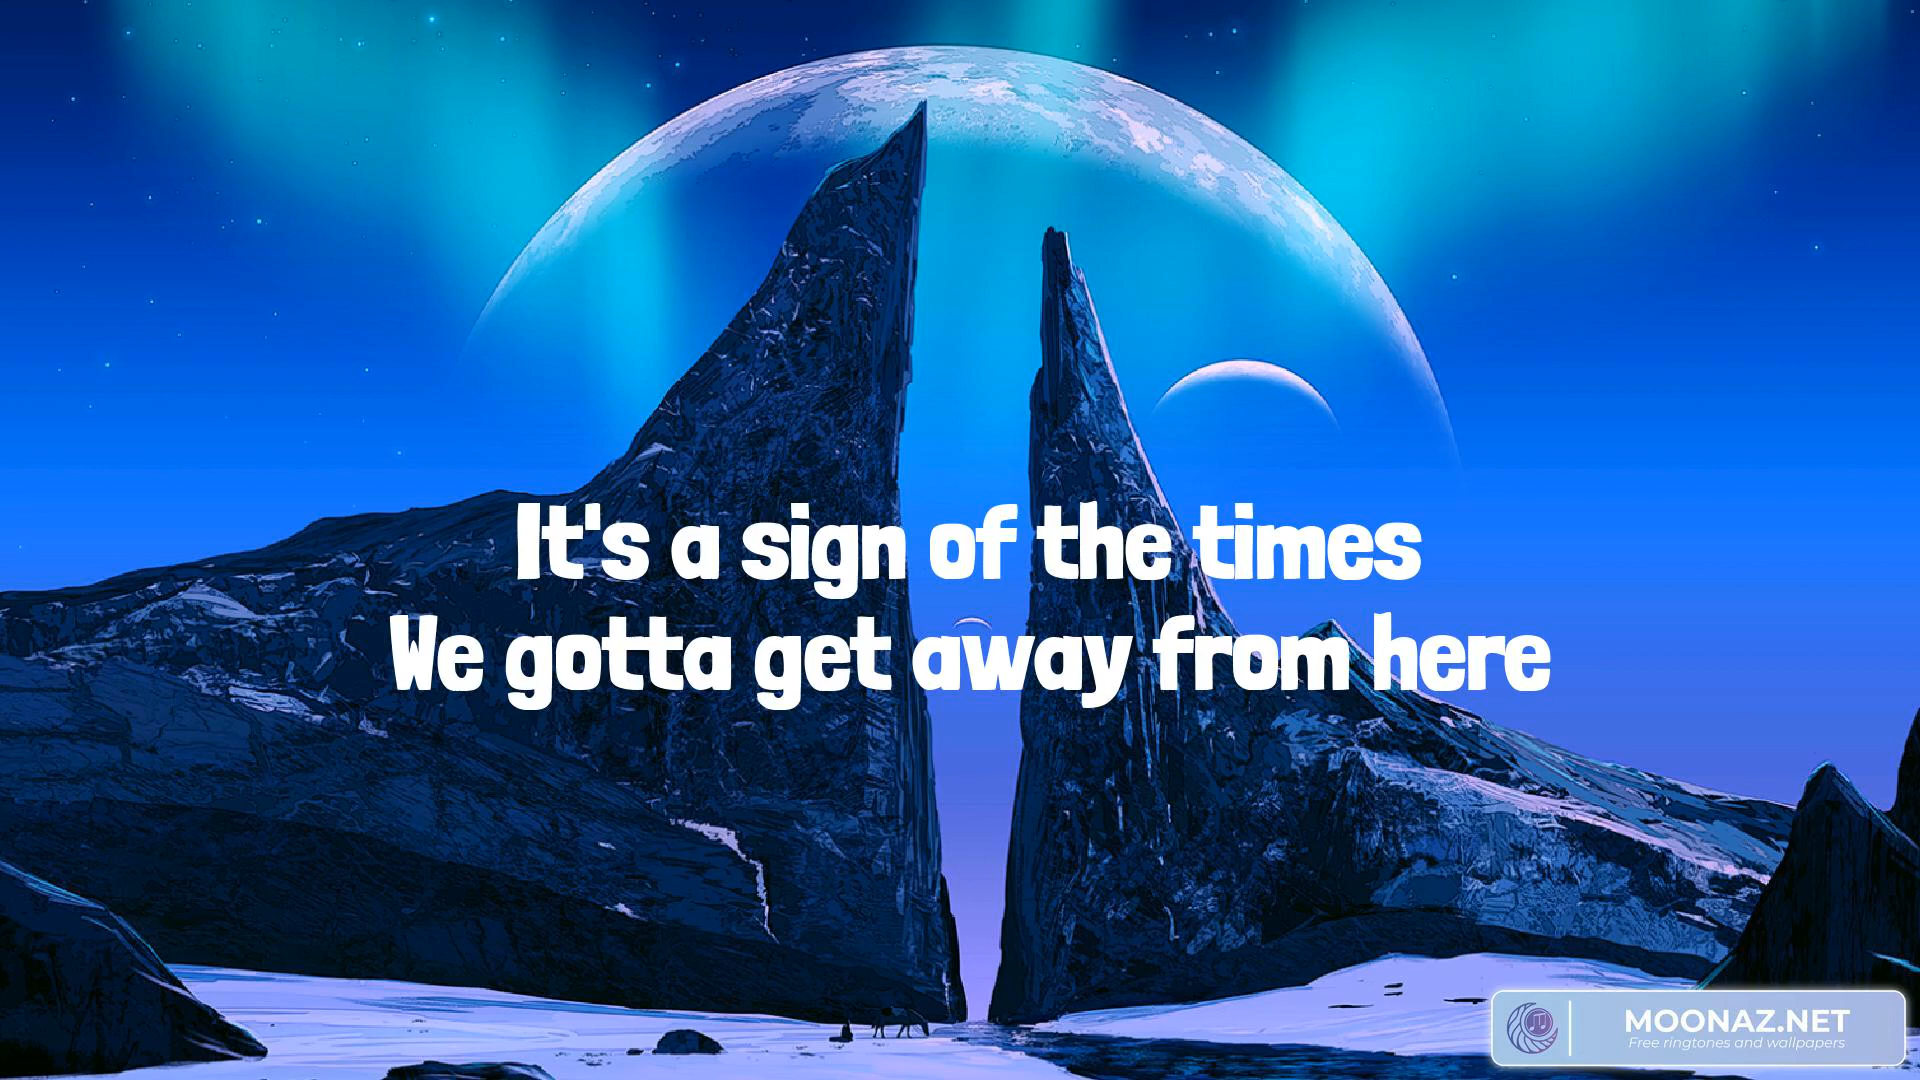 It's a sign of the times
We gotta get away from here
MOONAZ.NET
Free ringtones and wallpapers